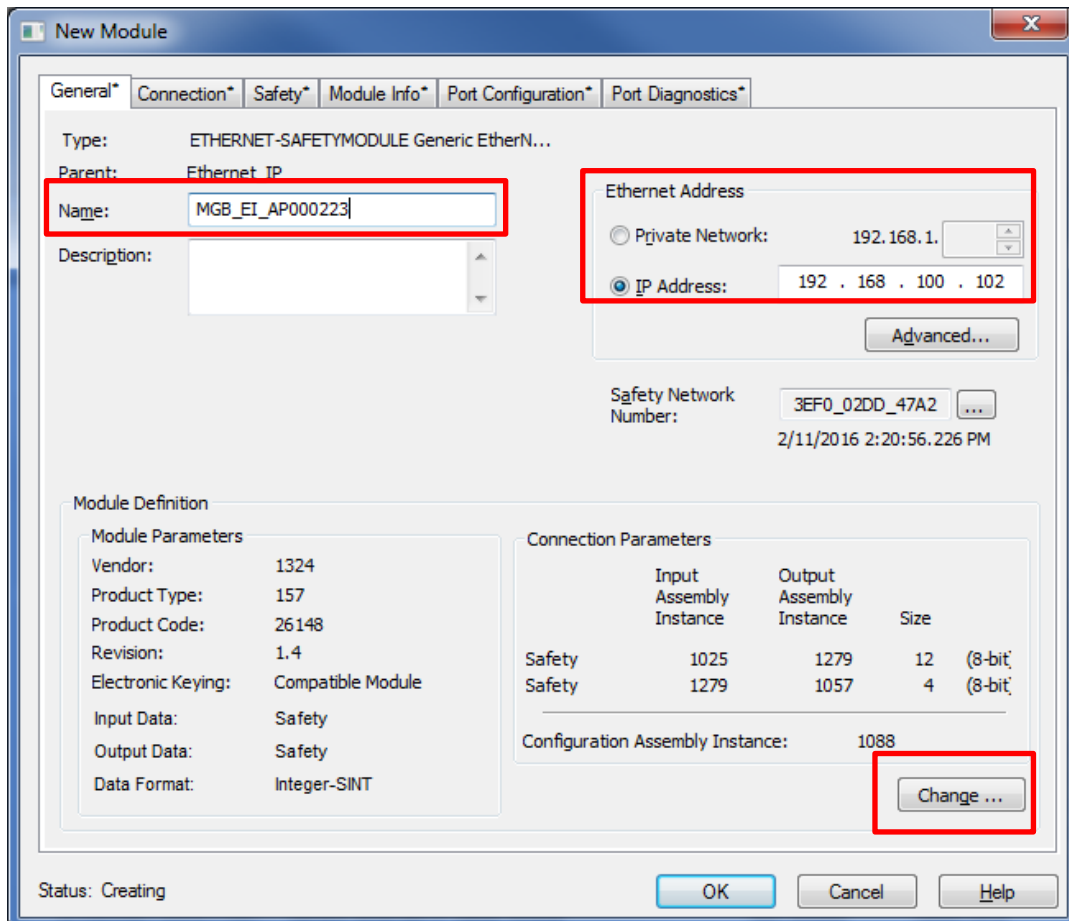 New Module
General* Connection* Safety* Module Info* Port Configuration* Port Diagnostics*
Type: ETHERNET-SAFETYMODULE Generic EtherN...
Parent: Ethernet_IP
Name: MGB_EI_AP000223
Description:
Ethernet Address
Private Network: 192.168.1.
IP Address: 192 . 168 . 100 . 102
Advanced...
Safety Network
Number:
3EF0_02DD_47A2 ...
2/11/2016 2:20:56.226 PM
Module Definition
Module Parameters
Vendor: 1324
Product Type: 157
Product Code: 26148
Revision: 1.4
Electronic Keying: Compatible Module
Input Data: Safety
Output Data: Safety
Data Format: Integer-SINT
Connection Parameters
Input Assembly Instance
Output Assembly Instance
Size
Safety 1025 1279 12 (8-bit)
Safety 1279 1057 4 (8-bit)
Configuration Assembly Instance: 1088
Change ...
Status: Creating
OK Cancel Help